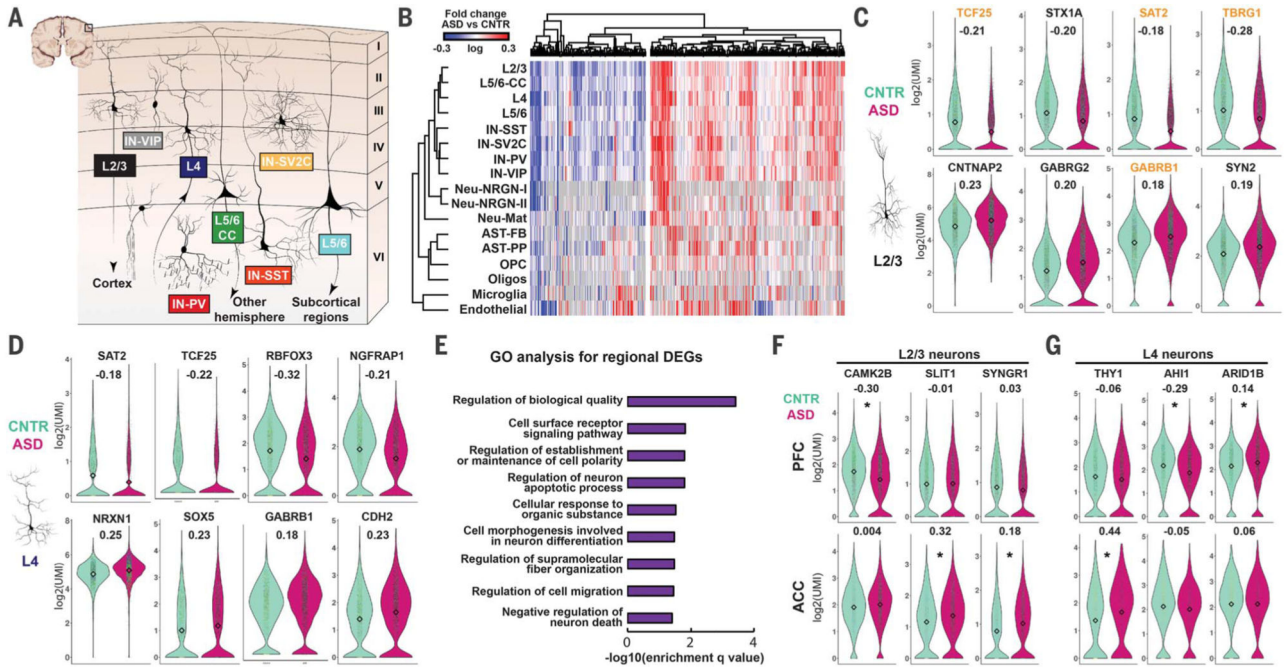 A
I
II
III
IV
V
VI
IN-VIP
L2/3
L4
IN-SV2C
L5/6
CC
L5/6
IN-SST
IN-PV
Cortex
Other
hemisphere
Subcortical
regions
B
Fold change
ASD vs CNTR
-0.3 log 0.3
L2/3
L5/6-CC
L4
L5/6
IN-SST
IN-SV2C
IN-PV
IN-VIP
Neu-NRGN-I
Neu-NRGN-II
Neu-Mat
AST-FB
AST-PP
OPC
Oligos
Microglia
Endothelial
C
CNTR
ASD
L2/3
log2(UMI)
TCF25 STX1A SAT2 TBRG1
-0.21 -0.20 -0.18 -0.28
CNTNAP2 GABRG2 GABRB1 SYN2
0.23 0.20 0.18 0.19
D
CNTR
ASD
L4
log2(UMI)
SAT2 TCF25 RBFOX3 NGFRAP1
-0.18 -0.22 -0.32 -0.21
log2(UMI)
NRXN1 SOX5 GABRB1 CDH2
0.25 0.23 0.18 0.23
E
GO analysis for regional DEGs
Regulation of biological quality
Cell surface receptor
signaling pathway
Regulation of establishment
or maintenance of cell polarity
Regulation of neuron
apoptotic process
Cellular response to
organic substance
Cell morphogenesis involved
in neuron differentiation
Regulation of supramolecular
fiber organization
Regulation of cell migration
Negative regulation of
neuron death
0 2 4
-log10(enrichment q value)
F
L2/3 neurons
CAMK2B SLIT1 SYNGR1
-0.30 -0.01 0.03
CNTR
ASD
*
PFC
log2(UMI)
0.004 0.32 0.18
* *
ACC
log2(UMI)
G
L4 neurons
THY1 AHI1 ARID1B
-0.06 -0.29 0.14
* *
0.44 -0.05 0.06
*